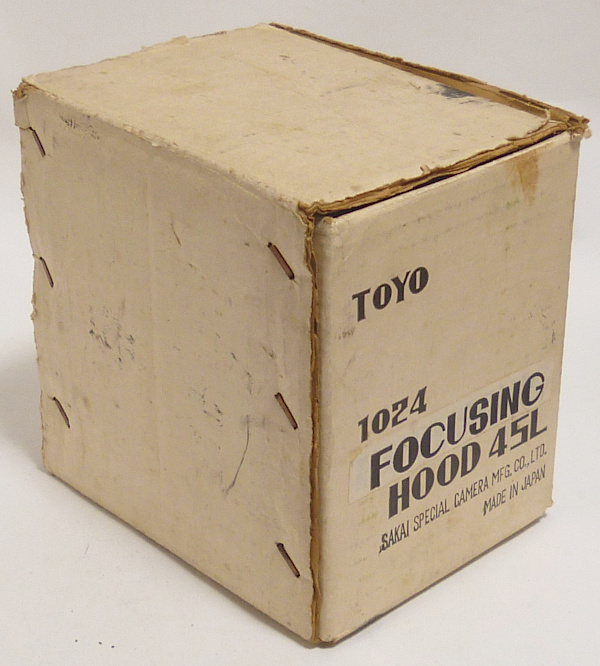 TOYO
1024
FOCUSING
HOOD 45L
SAKAI SPECIAL CAMERA MFG. CO., LTD.
MADE IN JAPAN